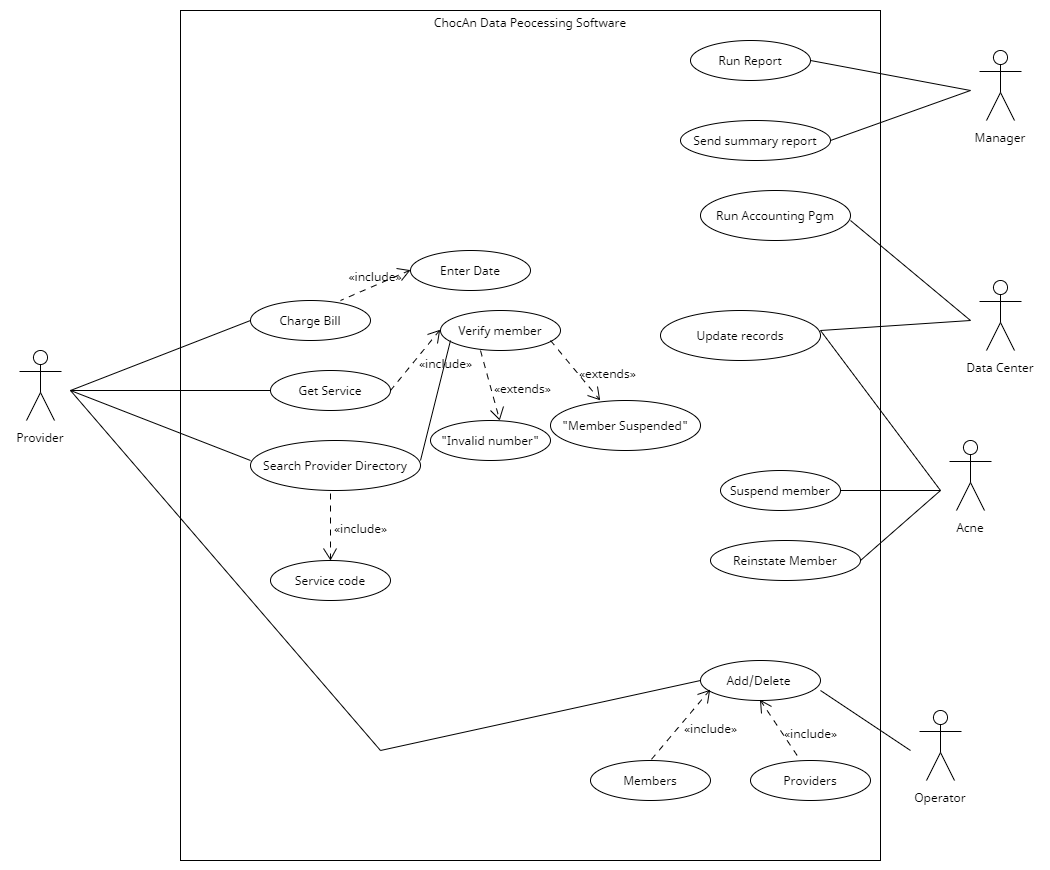 ChocAn Data Peocessing Software
Run Report
Manager
Send summary report
Run Accounting Pgm
Enter Date
«include»
Charge Bill
Verify member
Update records
Data Center
«include»
«extends»
«extends»
Get Service
Provider
"Member Suspended"
"Invalid number"
Search Provider Directory
Suspend member
Acne
«include»
Reinstate Member
Service code
Add/Delete
«include»
«include»
Members
Providers
Operator